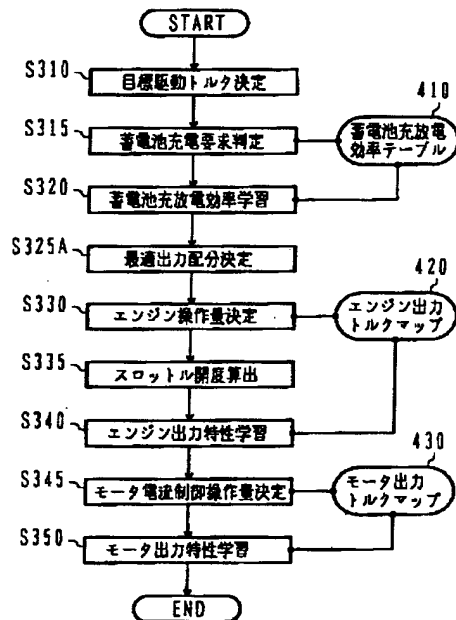 START
S310
目標駆動トルク決定
410
S315
蓄電池充電要求判定
蓄電池充放電
効率テーブル
S320
蓄電池充放電効率学習
S325A
最適出力配分決定
420
S330
エンジン操作量決定
エンジン出力
トルクマップ
S335
スロットル開度算出
S340
エンジン出力特性学習
430
S345
モータ電流制御操作量決定
モータ出力
トルクマップ
S350
モータ出力特性学習
END